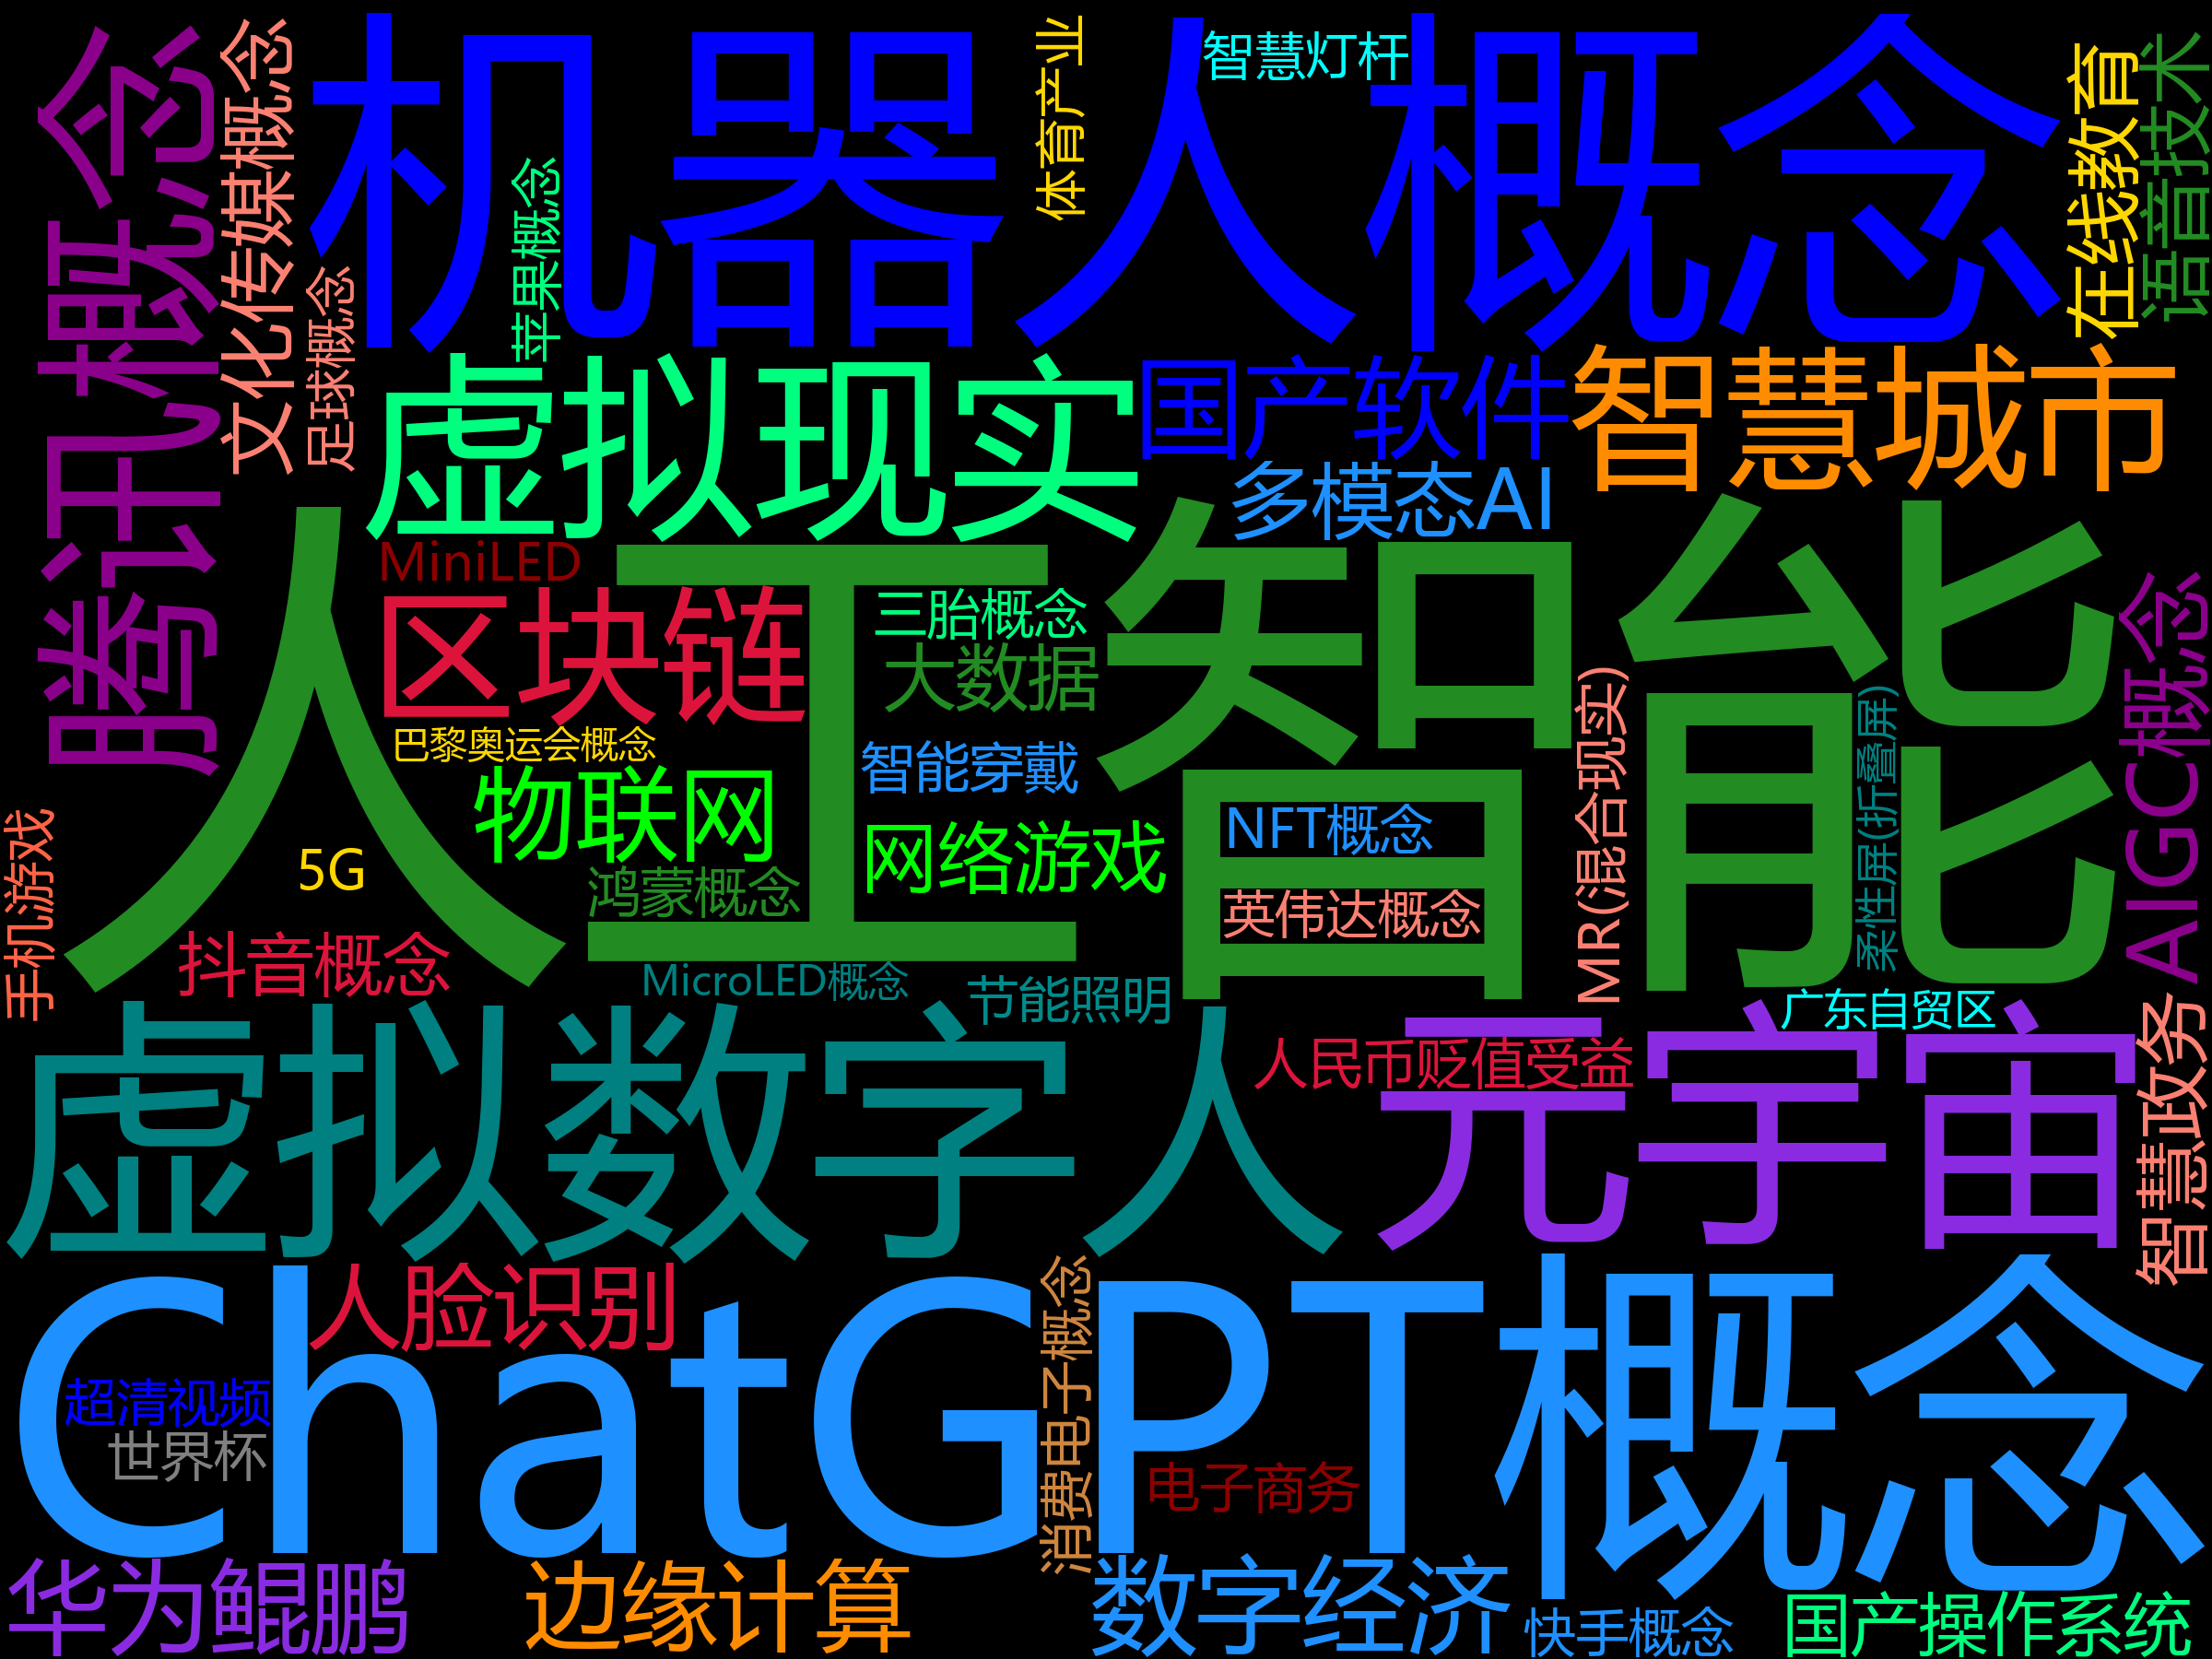 腾讯概念
文化传媒概念
足球概念
机器人概念
苹果概念
体育产业
智慧灯杆
在线教育
语音技术
虚拟现实
国产软件
智慧城市
多模态AI
人工智能
MiniLED
区块链
三胎概念
大数据
巴黎奥运会概念
智能穿戴
物联网
网络游戏
NFT概念
MR(混合现实)
柔性屏(折叠屏)
AIGC概念
手机游戏
5G
鸿蒙概念
英伟达概念
抖音概念
MicroLED概念
节能照明
广东自贸区
虚拟数字人
人民币贬值受益
元宇宙
智慧政务
ChatGPT概念
人脸识别
超清视频
世界杯
消费电子概念
电子商务
华为鲲鹏
边缘计算
数字经济
快手概念
国产操作系统